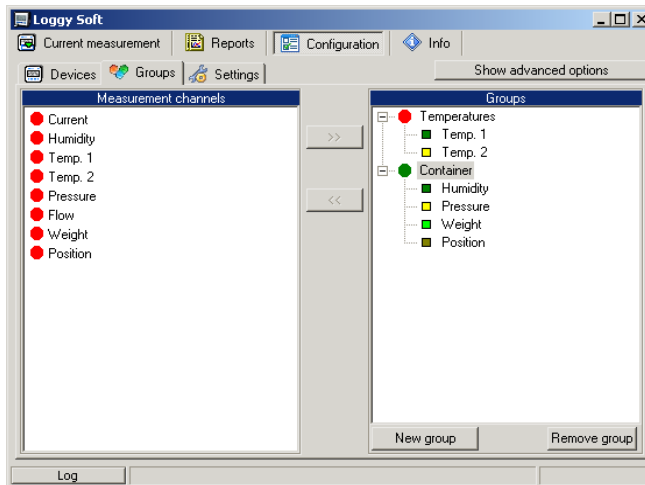 Loggy Soft
Current measurement Reports Configuration Info
Devices Groups Settings Show advanced options
Measurement channels
Current
Humidity
Temp. 1
Temp. 2
Pressure
Flow
Weight
Position
>>
<<
Groups
Temperatures
Temp. 1
Temp. 2
Container
Humidity
Pressure
Weight
Position
New group Remove group
Log